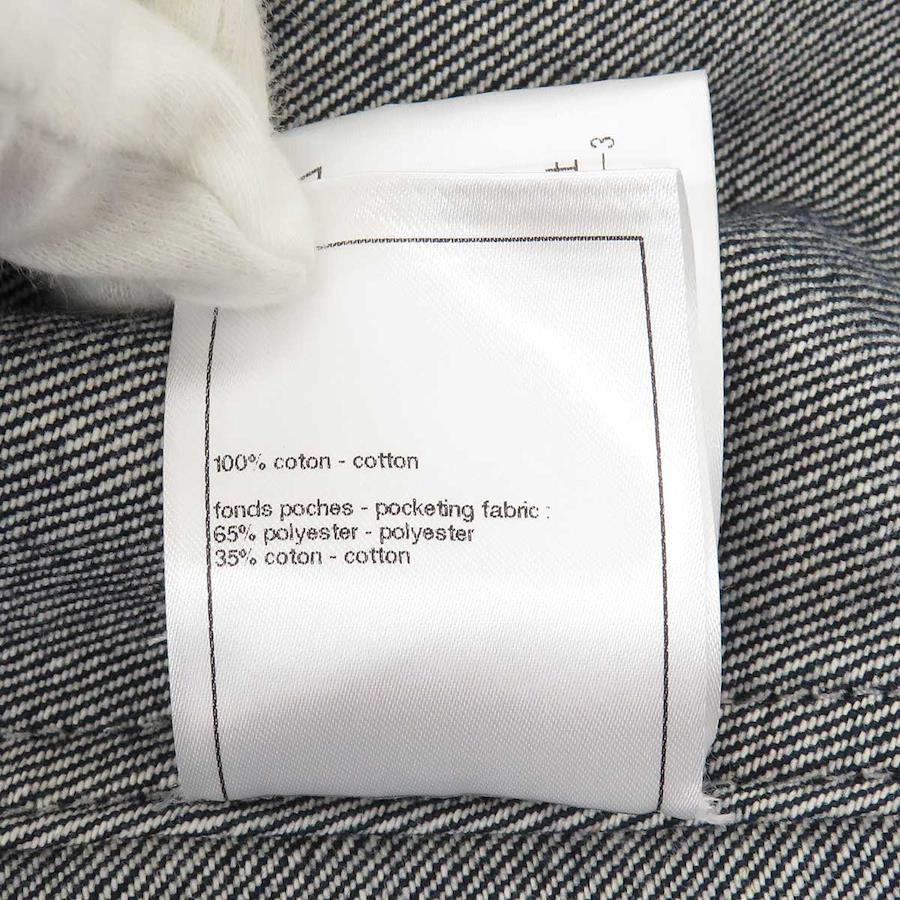 100% coton - cotton
fonds poches - pocketing fabric :
65% polyester - polyester
35% coton - cotton